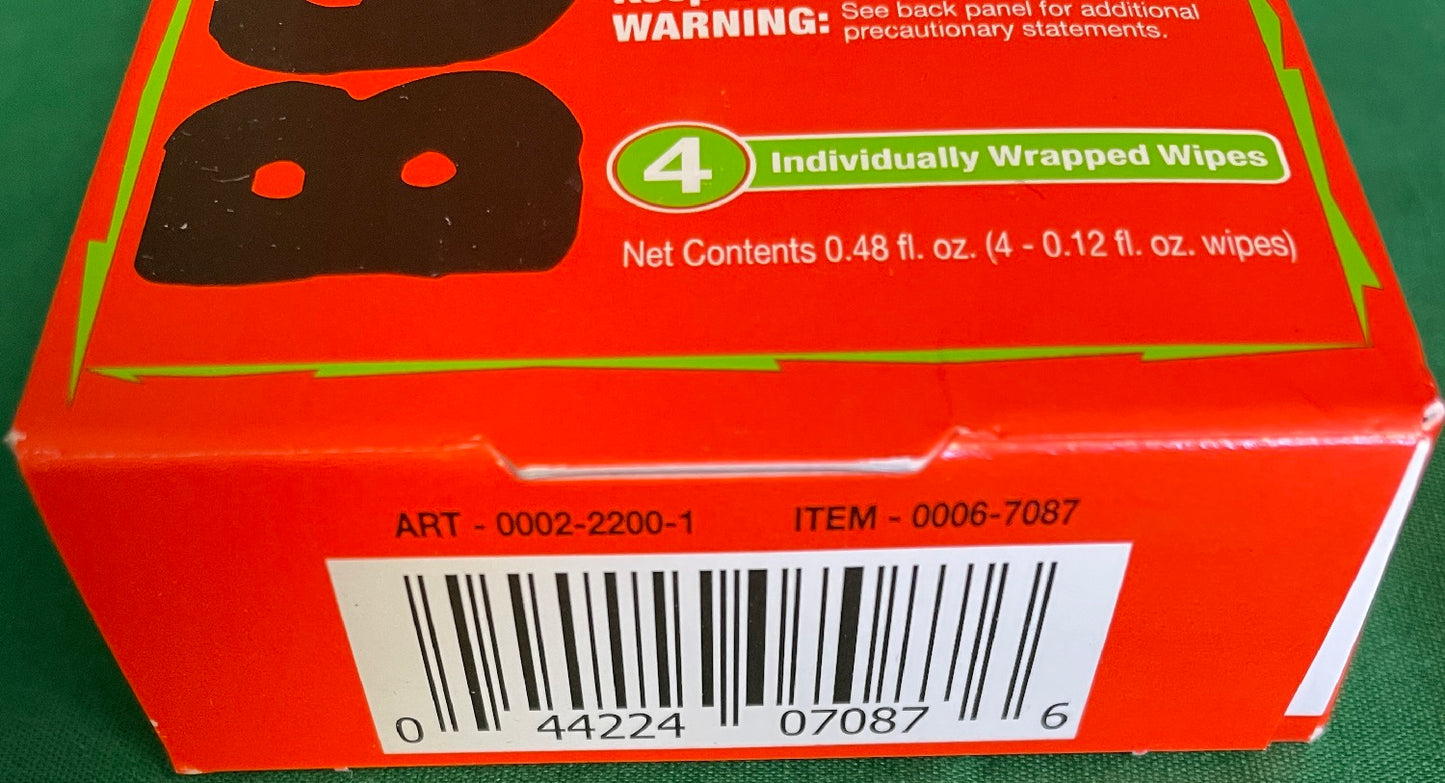 WARNING: See back panel for additional
precautionary statements.
B
4 Individually Wrapped Wipes
Net Contents 0.48 fl. oz. (4 - 0.12 fl. oz. wipes)
ART - 0002-2200-1 ITEM - 0006-7087
0 44224 07087 6